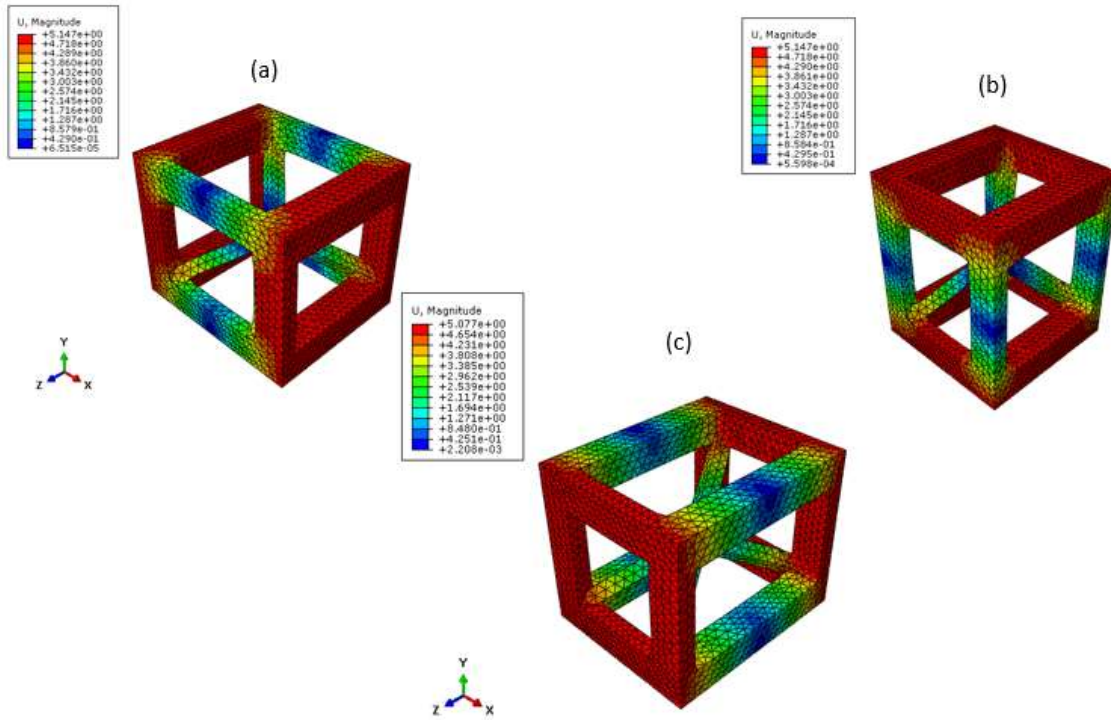 U, Magnitude
+5.147e+00
+4.718e+00
+4.289e+00
+3.860e+00
+3.432e+00
+3.003e+00
+2.574e+00
+2.145e+00
+1.716e+00
+1.287e+00
+8.579e-01
+4.290e-01
+6.515e-05
(a)
Y
Z
X
U, Magnitude
+5.147e+00
+4.718e+00
+4.290e+00
+3.861e+00
+3.432e+00
+3.003e+00
+2.574e+00
+2.145e+00
+1.716e+00
+1.287e+00
+8.584e-01
+4.295e-01
+5.598e-04
(b)
U, Magnitude
+5.077e+00
+4.654e+00
+4.231e+00
+3.808e+00
+3.385e+00
+2.962e+00
+2.539e+00
+2.117e+00
+1.694e+00
+1.271e+00
+8.480e-01
+4.251e-01
+2.208e-03
(c)
Y
Z
X